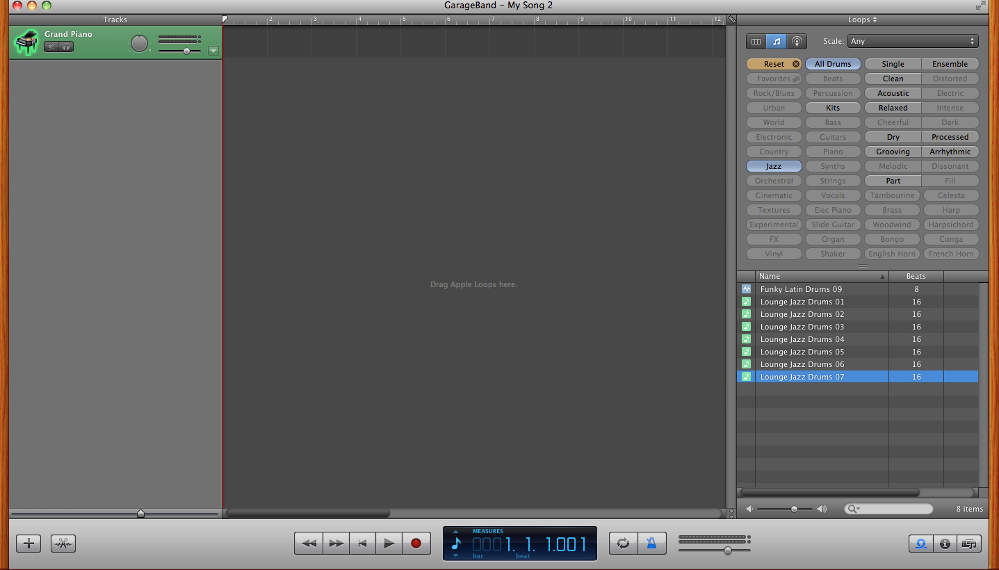 GarageBand - My Song 2
Tracks
2 3 4 5 6 7 8 9 10 11 12
Loops
Grand Piano
L R
Scale: Any
Reset All Drums Single Ensemble
Favorites Beats Clean Distorted
Rock/Blues Percussion Acoustic Electric
Urban Kits Relaxed Intense
World Bass Cheerful Dark
Electronic Guitars Dry Processed
Country Piano Grooving Arrhythmic
Jazz Synths Melodic Dissonant
Orchestral Strings Part Fill
Cinematic Vocals Tambourine Celesta
Textures Elec Piano Brass Harp
Experimental Slide Guitar Woodwind Harpsichord
FX Organ Bongo Conga
Vinyl Shaker English Horn French Horn
Drag Apple Loops here.
Name Beats
Funky Latin Drums 09 8
Lounge Jazz Drums 01 16
Lounge Jazz Drums 02 16
Lounge Jazz Drums 03 16
Lounge Jazz Drums 04 16
Lounge Jazz Drums 05 16
Lounge Jazz Drums 06 16
Lounge Jazz Drums 07 16
8 items
MEASURES
0001. 1. 1.001
bar beat